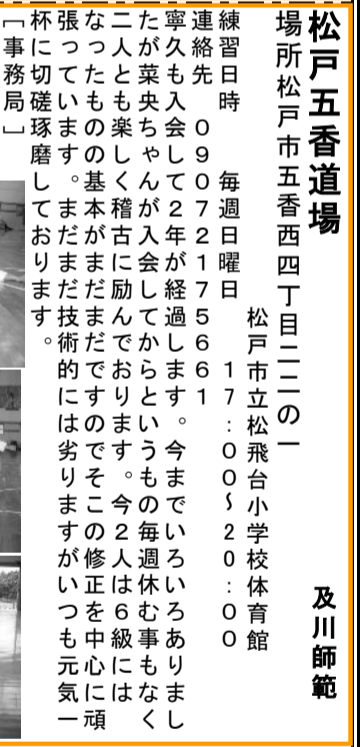 松戸五香道場　及川師範
場所松戸市五香西四丁目二二の一
松戸市立松飛台小学校体育館
練習日時　毎週日曜日　１７：００～２０：００
連絡先　０９０７２１７５６６１
寧久も入会して２年が経過します。今までいろいろありまし
たが菜央ちゃんが入会してからというもの毎週休む事もなく
二人とも楽しく稽古に励んでおります。今２人は６級には
なったものの基本がまだまだですのでそこの修正を中心に頑
張っています。まだまだ技術的には劣りますがいつも元気一
杯に切磋琢磨しております。
［事務局］